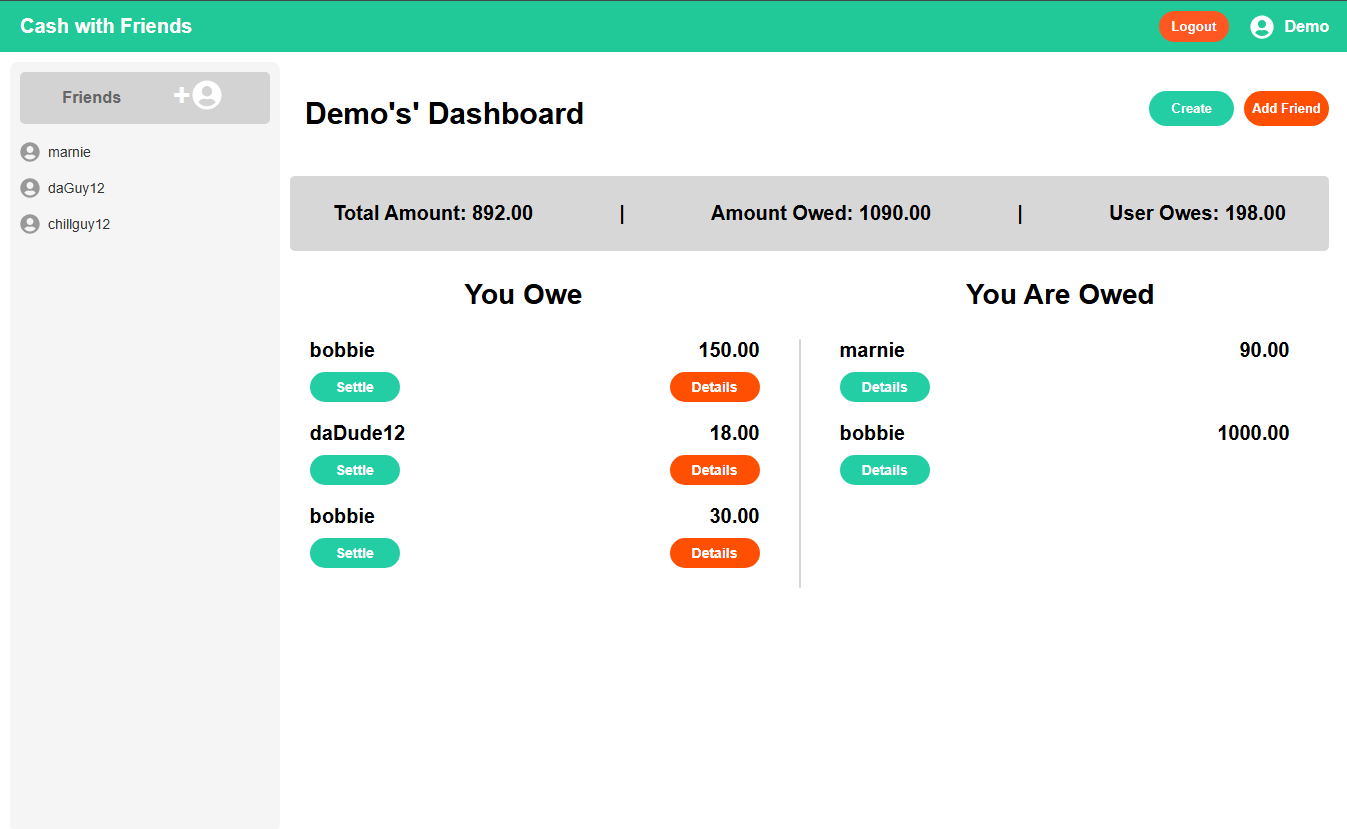 Cash with Friends
Logout
Demo
Friends
marnie
daGuy12
chillguy12
Demo's' Dashboard
Create
Add Friend
Total Amount: 892.00 | Amount Owed: 1090.00 | User Owes: 198.00
You Owe
bobbie 150.00
Settle Details
daDude12 18.00
Settle Details
bobbie 30.00
Settle Details
You Are Owed
marnie 90.00
Details
bobbie 1000.00
Details